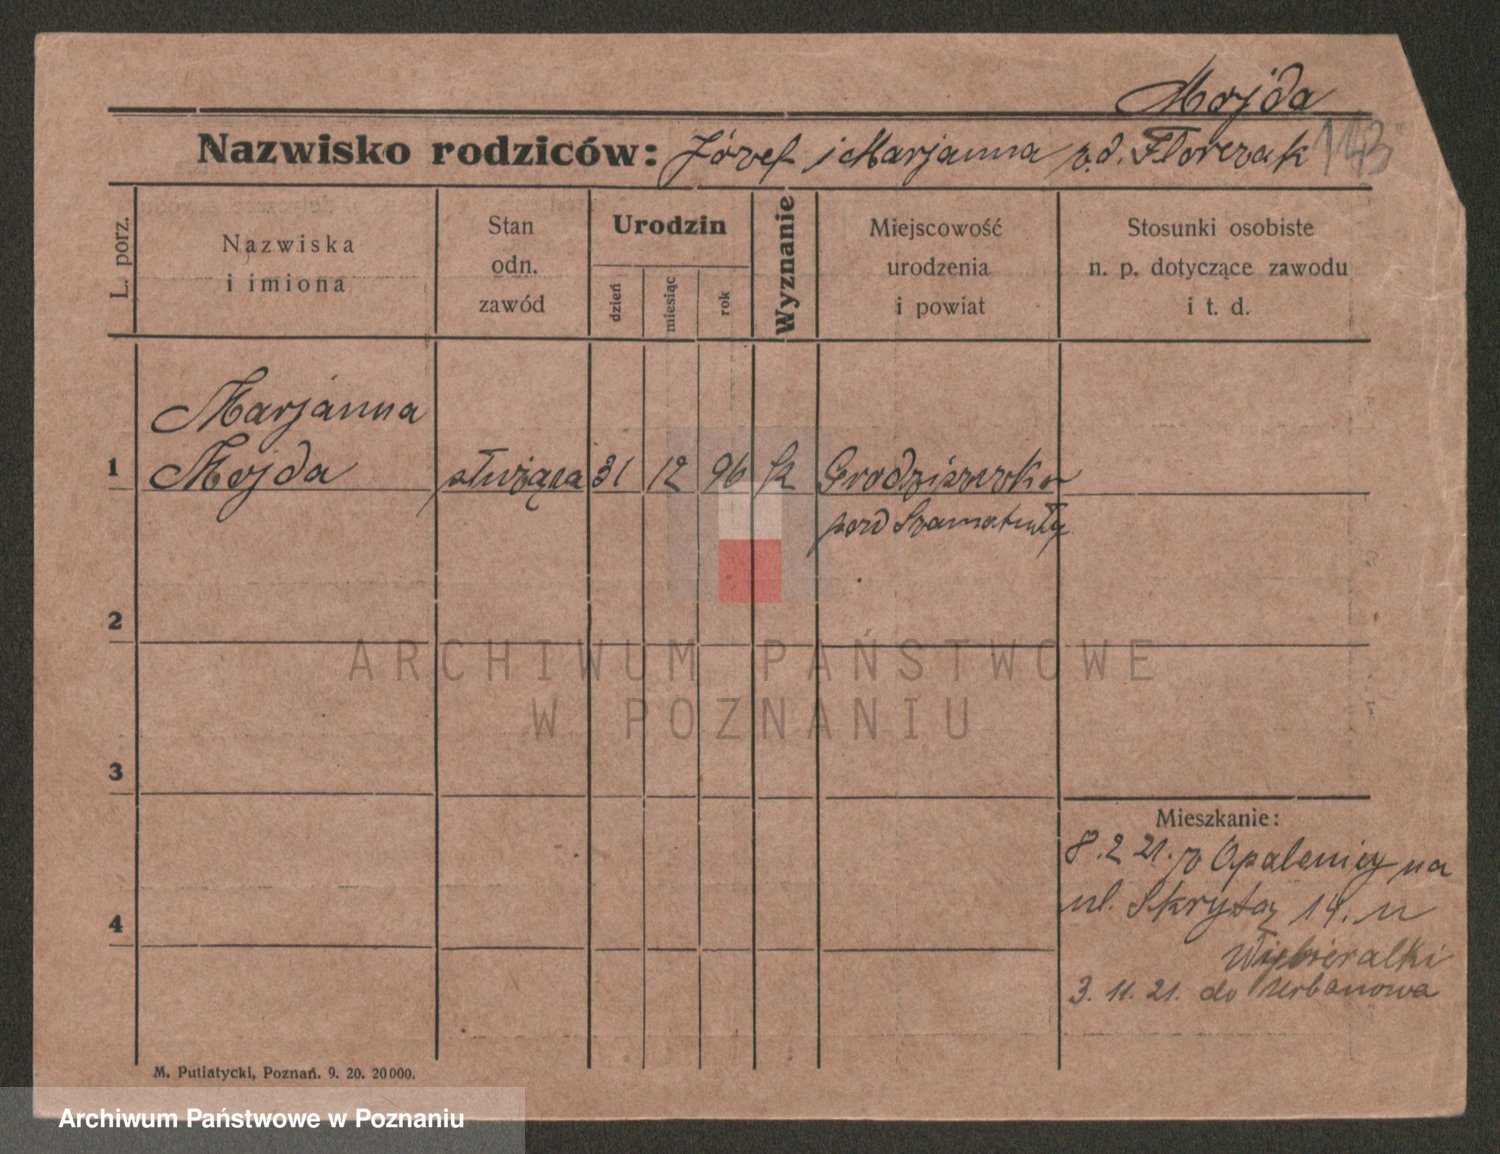 Mojda
Nazwisko rodziców: Józef i Marjanna z.d. Florczak 143
L. porz.
Nazwiska
i imiona
Stan
odn.
zawód
Urodzin
dzień
miesiąc
rok
Wyznanie
Miejscowość
urodzenia
i powiat
Stosunki osobiste
n. p. dotyczące zawodu
i t. d.
Marjanna
1 Mojda służąca 31 12 96 k Grodziszczko
pow Szamotuły
2
ARCHIWUM PAŃSTWOWE
W POZNANIU
3
Mieszkanie:
8.2 21. z Opalenicy na
ul. Skrytą 14. u
4
3. 11. 21. do Urbanowa
M. Putiatycki, Poznań. 9. 20. 20000.
Archiwum Państwowe w Poznaniu